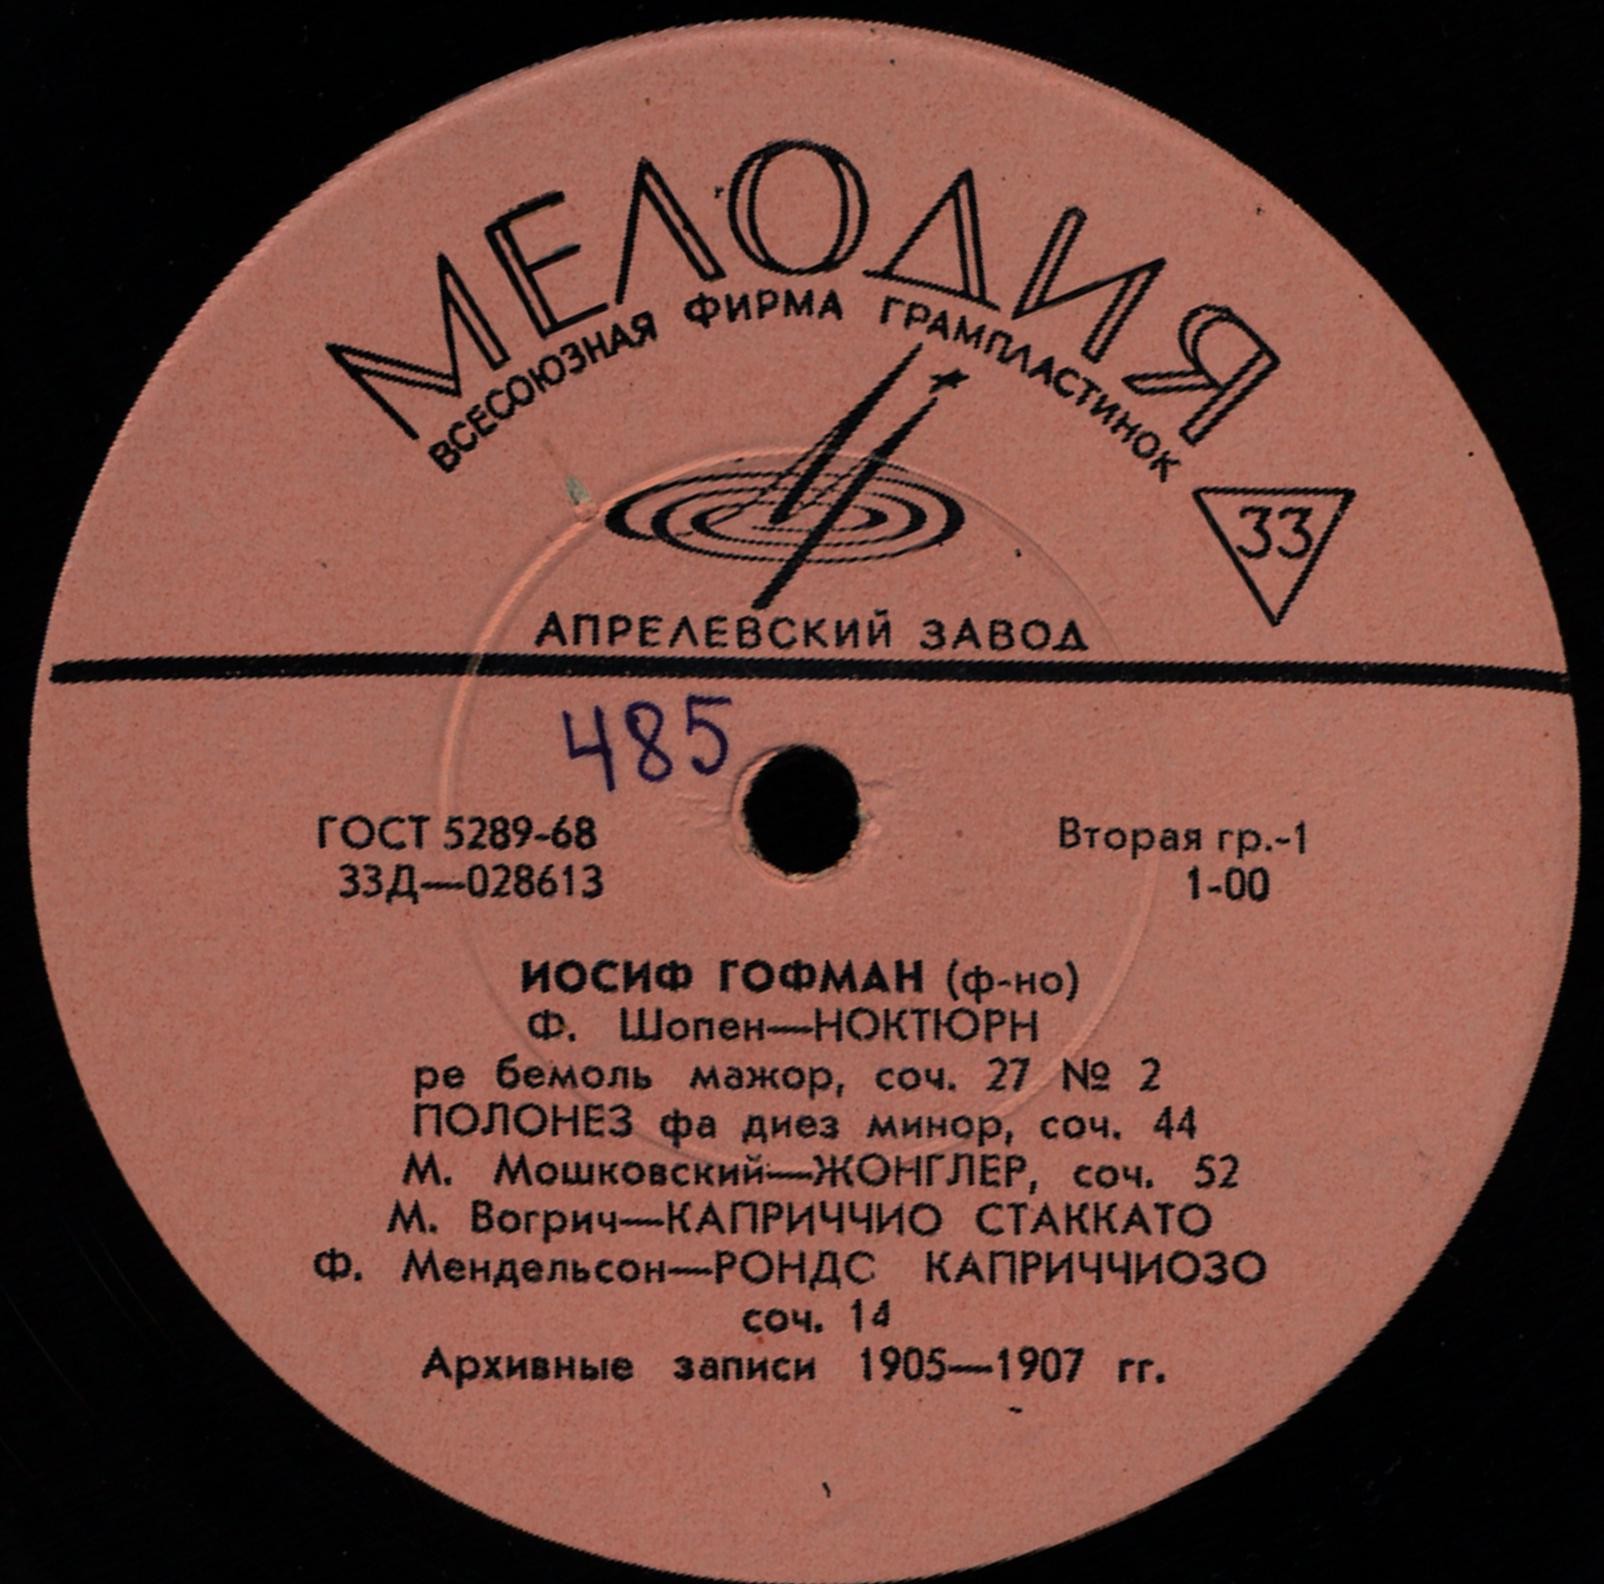 МЕЛОДИЯ
ВСЕСОЮЗНАЯ ФИРМА ГРАМПЛАСТИНОК
33
АПРЕЛЕВСКИЙ ЗАВОД
485
ГОСТ 5289-68
33Д—028613
Вторая гр.-1
1-00
ИОСИФ ГОФМАН (ф-но)
Ф. Шопен—НОКТЮРН
ре бемоль мажор, соч. 27 № 2
ПОЛОНЕЗ фа диез минор, соч. 44
М. Мошковский—ЖОНГЛЕР, соч. 52
М. Вогрич—КАПРИЧЧИО СТАККАТО
Ф. Мендельсон—РОНДС КАПРИЧЧИОЗО
соч. 14
Архивные записи 1905—1907 гг.